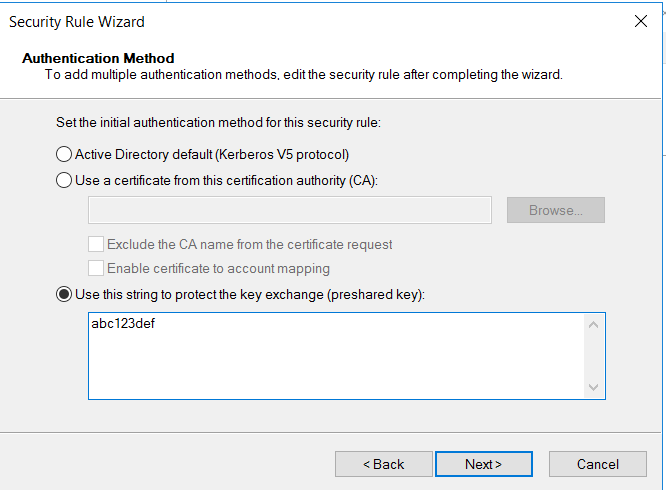 Security Rule Wizard
Authentication Method
To add multiple authentication methods, edit the security rule after completing the wizard.
Set the initial authentication method for this security rule:
Active Directory default (Kerberos V5 protocol)
Use a certificate from this certification authority (CA):
Browse...
Exclude the CA name from the certificate request
Enable certificate to account mapping
Use this string to protect the key exchange (preshared key):
abc123def
< Back Next > Cancel